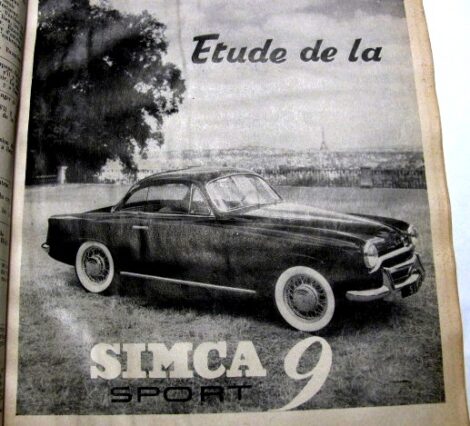 Etude de la
SIMCA 9
SPORT